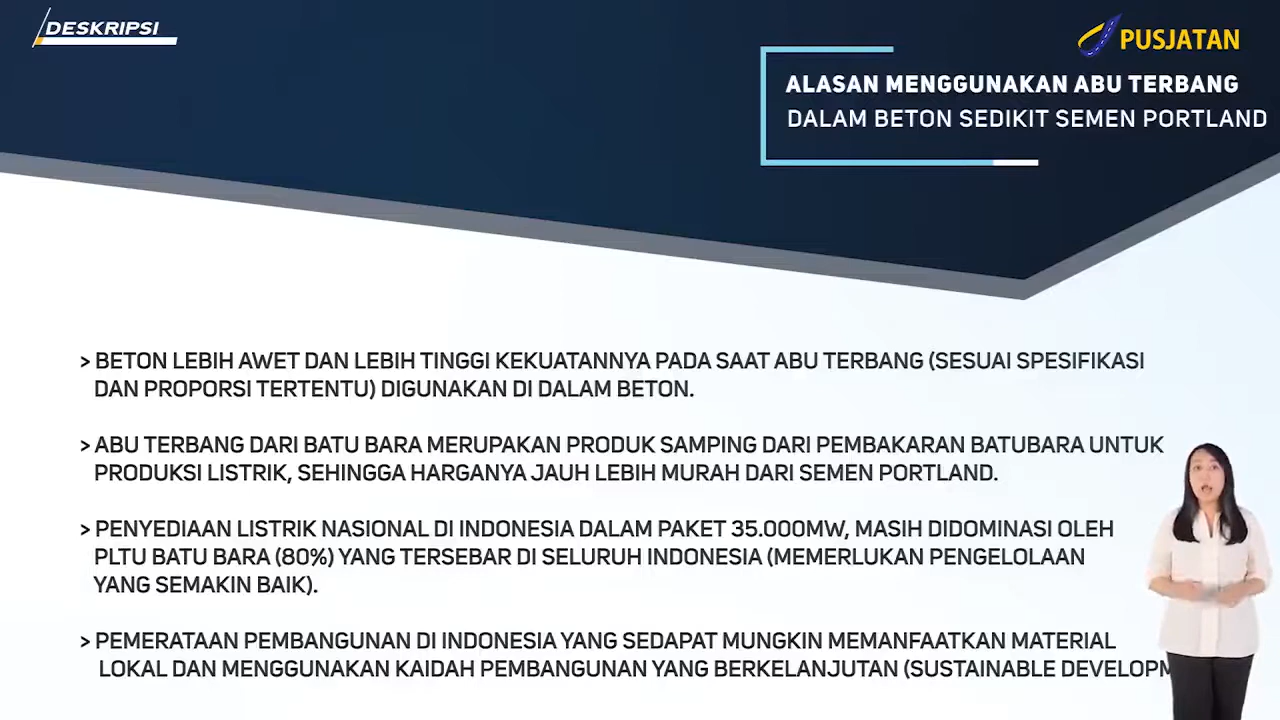 DESKRIPSI
PUSJATAN
ALASAN MENGGUNAKAN ABU TERBANG
DALAM BETON SEDIKIT SEMEN PORTLAND
> BETON LEBIH AWET DAN LEBIH TINGGI KEKUATANNYA PADA SAAT ABU TERBANG (SESUAI SPESIFIKASI
DAN PROPORSI TERTENTU) DIGUNAKAN DI DALAM BETON.
> ABU TERBANG DARI BATU BARA MERUPAKAN PRODUK SAMPING DARI PEMBAKARAN BATUBARA UNTUK
PRODUKSI LISTRIK, SEHINGGA HARGANYA JAUH LEBIH MURAH DARI SEMEN PORTLAND.
> PENYEDIAAN LISTRIK NASIONAL DI INDONESIA DALAM PAKET 35.000MW, MASIH DIDOMINASI OLEH
PLTU BATU BARA (80%) YANG TERSEBAR DI SELURUH INDONESIA (MEMERLUKAN PENGELOLAAN
YANG SEMAKIN BAIK).
> PEMERATAAN PEMBANGUNAN DI INDONESIA YANG SEDAPAT MUNGKIN MEMANFAATKAN MATERIAL
LOKAL DAN MENGGUNAKAN KAIDAH PEMBANGUNAN YANG BERKELANJUTAN (SUSTAINABLE